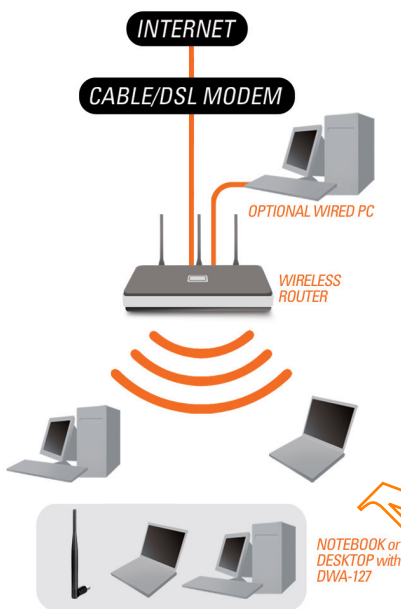 INTERNET
CABLE/DSL MODEM
OPTIONAL WIRED PC
WIRELESS
ROUTER
NOTEBOOK or
DESKTOP with
DWA-127